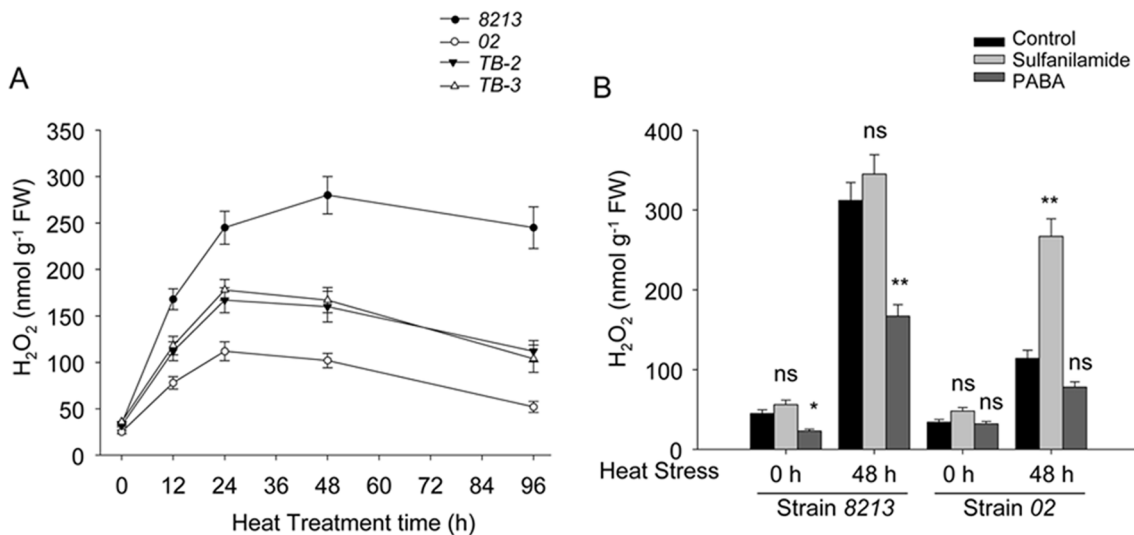 8213
02
TB-2
TB-3
A
350
300
250
200
150
100
50
0
H₂O₂ (nmol g⁻¹ FW)
0 12 24 36 48 60 72 84 96
Heat Treatment time (h)
Control
Sulfanilamide
PABA
B
400
300
200
100
0
H₂O₂ (nmol g⁻¹ FW)
ns
*
ns
**
ns
ns
**
ns
Heat Stress 0 h 48 h 0 h 48 h
Strain 8213 Strain 02